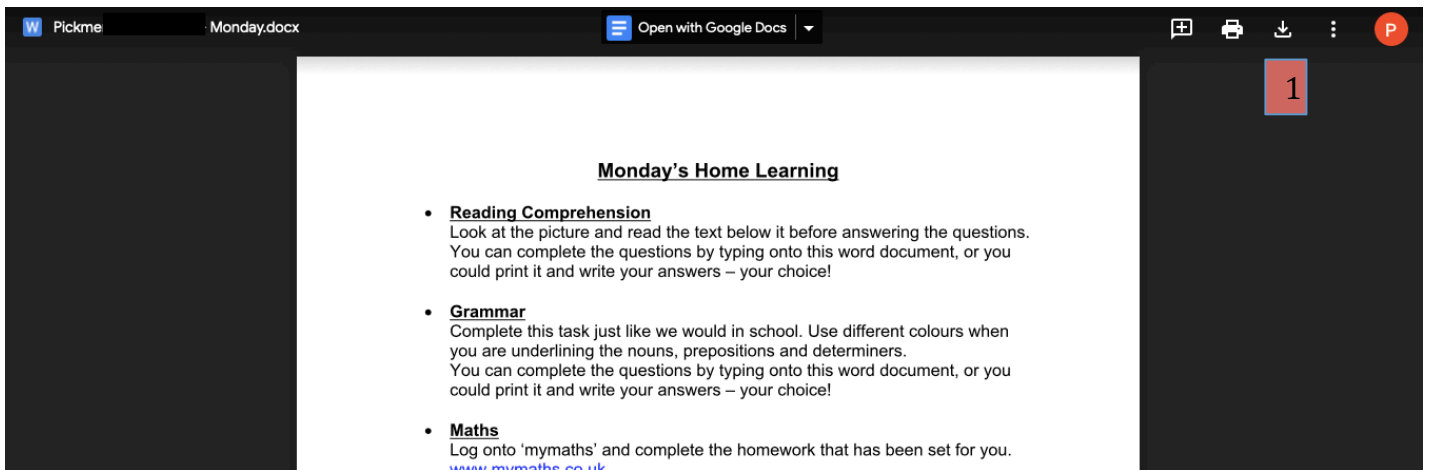 W Pickme Monday.docx Open with Google Docs P
1
Monday’s Home Learning
• Reading Comprehension
Look at the picture and read the text below it before answering the questions.
You can complete the questions by typing onto this word document, or you
could print it and write your answers – your choice!
• Grammar
Complete this task just like we would in school. Use different colours when
you are underlining the nouns, prepositions and determiners.
You can complete the questions by typing onto this word document, or you
could print it and write your answers – your choice!
• Maths
Log onto ‘mymaths’ and complete the homework that has been set for you.
www.mymaths.co.uk